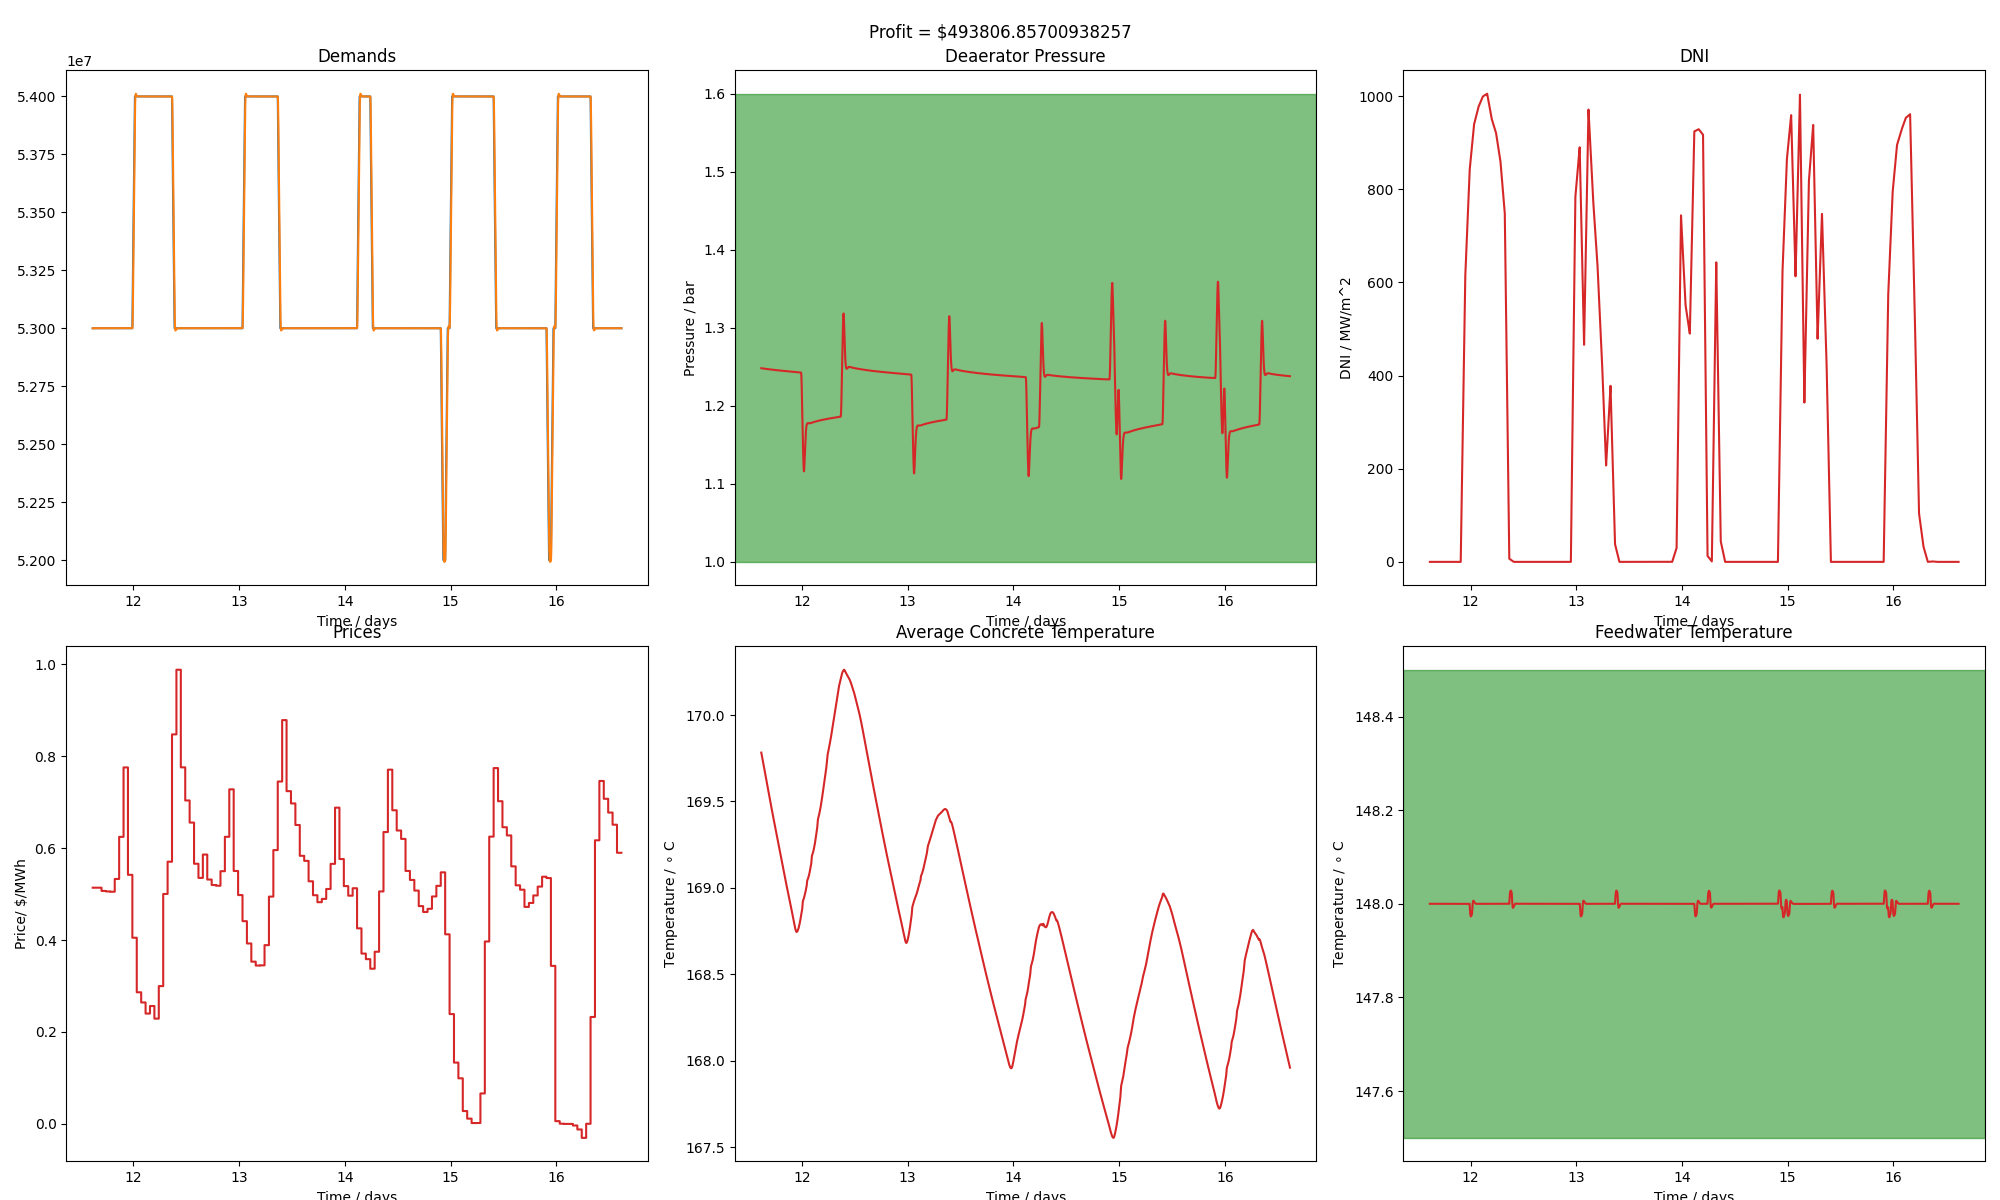 Profit = $493806.85700938257
Demands
1e7
5.400
5.375
5.350
5.325
5.300
5.275
5.250
5.225
5.200
12 13 14 15 16
Time / days
Deaerator Pressure
Pressure / bar
1.6
1.5
1.4
1.3
1.2
1.1
1.0
12 13 14 15 16
Time / days
DNI
DNI / MW/m^2
1000
800
600
400
200
0
12 13 14 15 16
Time / days
Prices
Price/ $/MWh
1.0
0.8
0.6
0.4
0.2
0.0
12 13 14 15 16
Time / days
Average Concrete Temperature
Temperature / ∘ C
170.0
169.5
169.0
168.5
168.0
167.5
12 13 14 15 16
Time / days
Feedwater Temperature
Temperature / ∘ C
148.4
148.2
148.0
147.8
147.6
12 13 14 15 16
Time / days